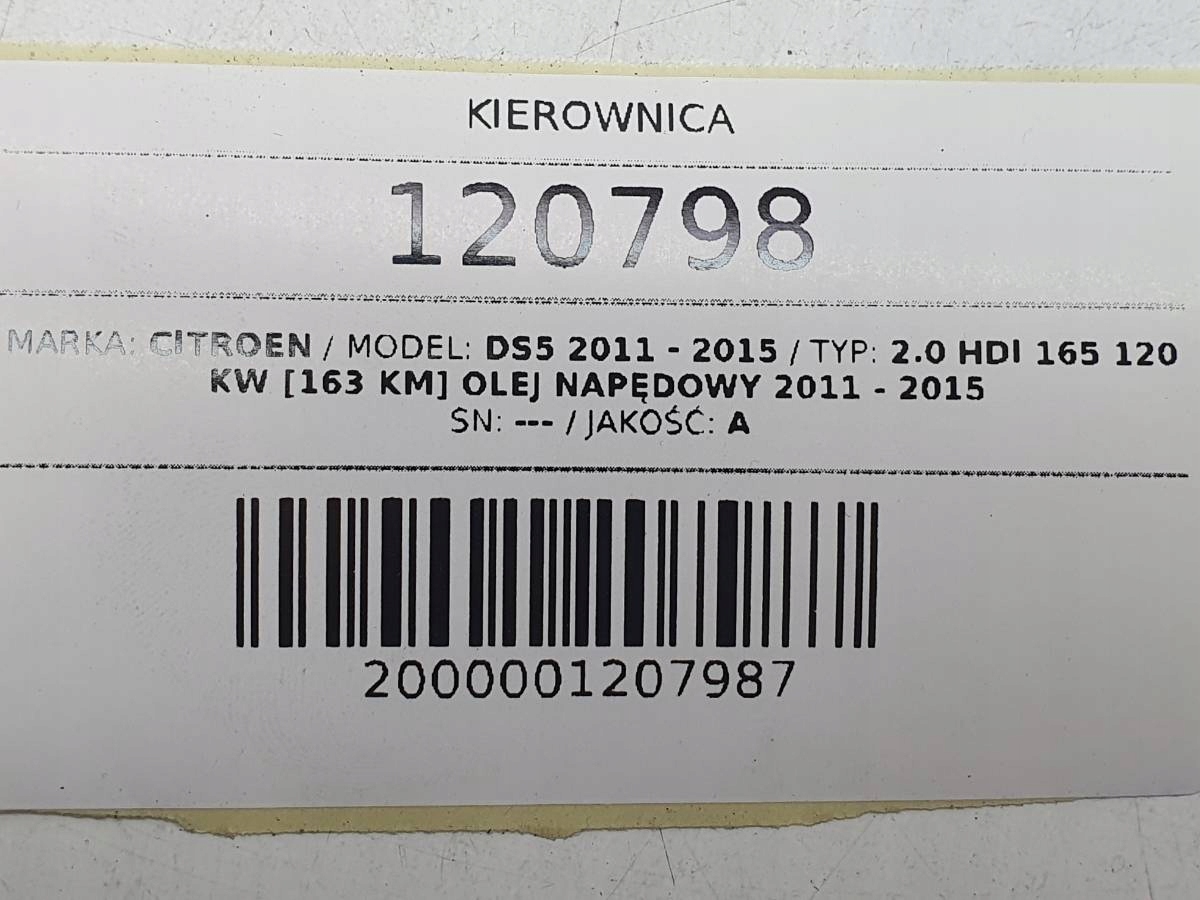 KIEROWNICA
120798
MARKA: CITROEN / MODEL: DS5 2011 - 2015 / TYP: 2.0 HDI 165 120
KW [163 KM] OLEJ NAPĘDOWY 2011 - 2015
SN: --- / JAKOŚĆ: A
2000001207987